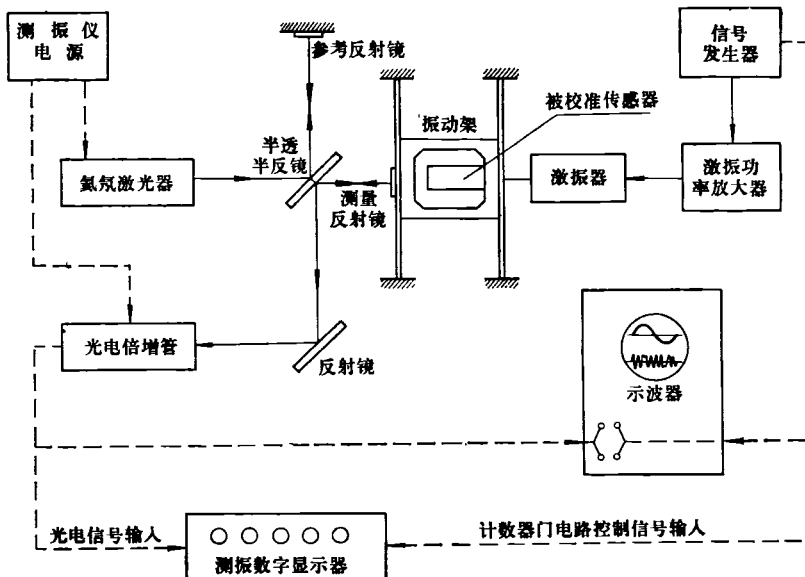 测振仪
电源
参考反射镜
信号
发生器
被校准传感器
振动架
半透
半反镜
氦氖激光器
测量
反射镜
激振器
激振功
率放大器
光电倍增管
反射镜
示波器
光电信号输入
计数器门电路控制信号输入
测振数字显示器